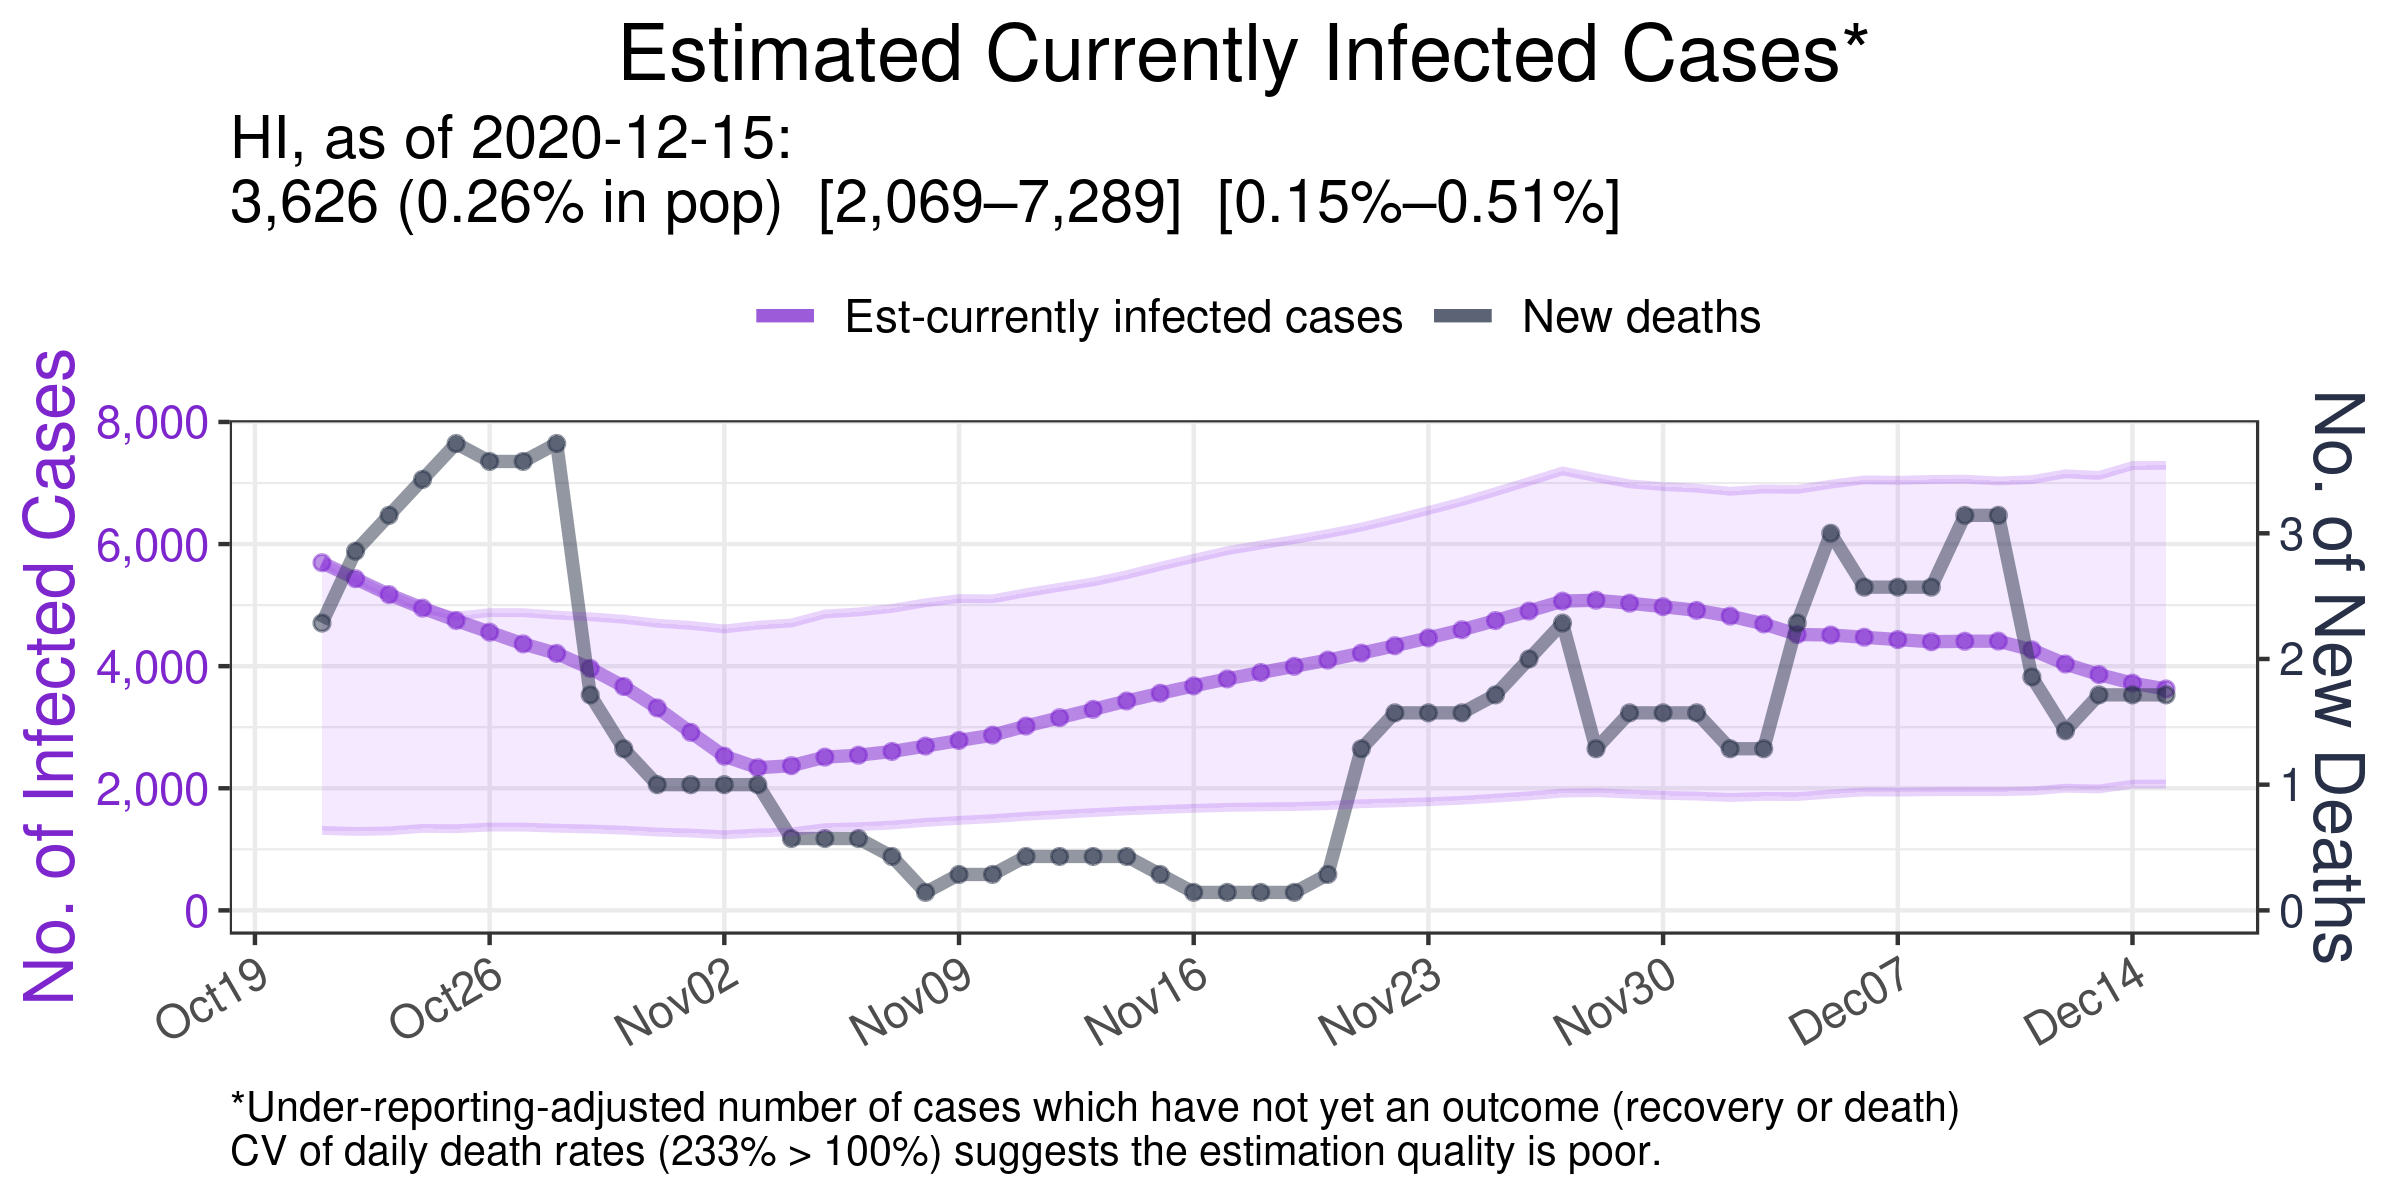 Estimated Currently Infected Cases*
HI, as of 2020-12-15:
3,626 (0.26% in pop) [2,069–7,289] [0.15%–0.51%]
Est-currently infected cases New deaths
No. of Infected Cases
8,000
6,000
4,000
2,000
0
3
2
1
0
No. of New Deaths
Oct19 Oct26 Nov02 Nov09 Nov16 Nov23 Nov30 Dec07 Dec14
*Under-reporting-adjusted number of cases which have not yet an outcome (recovery or death)
CV of daily death rates (233% > 100%) suggests the estimation quality is poor.